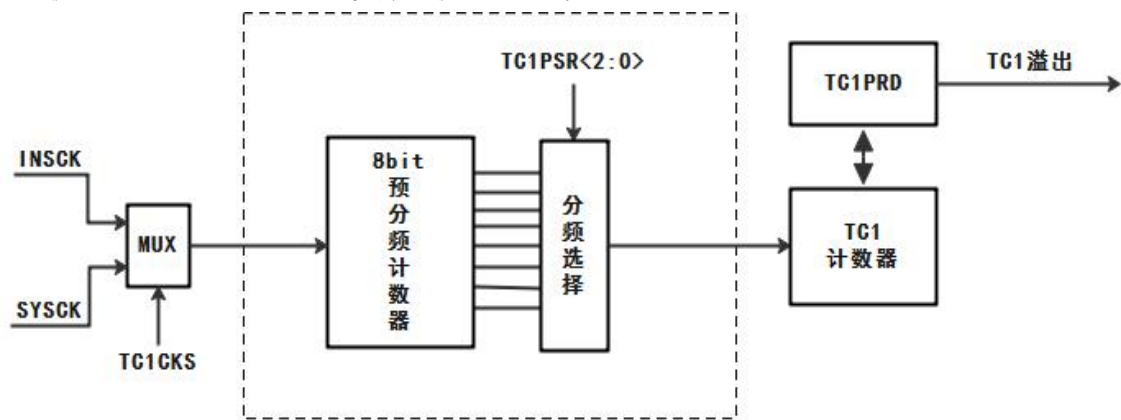 TC1PSR<2:0>
INSCK
SYSCK
MUX
TC1CKS
8bit
预
分
频
计
数
器
分
频
选
择
TC1PRD
TC1溢出
TC1
计数器